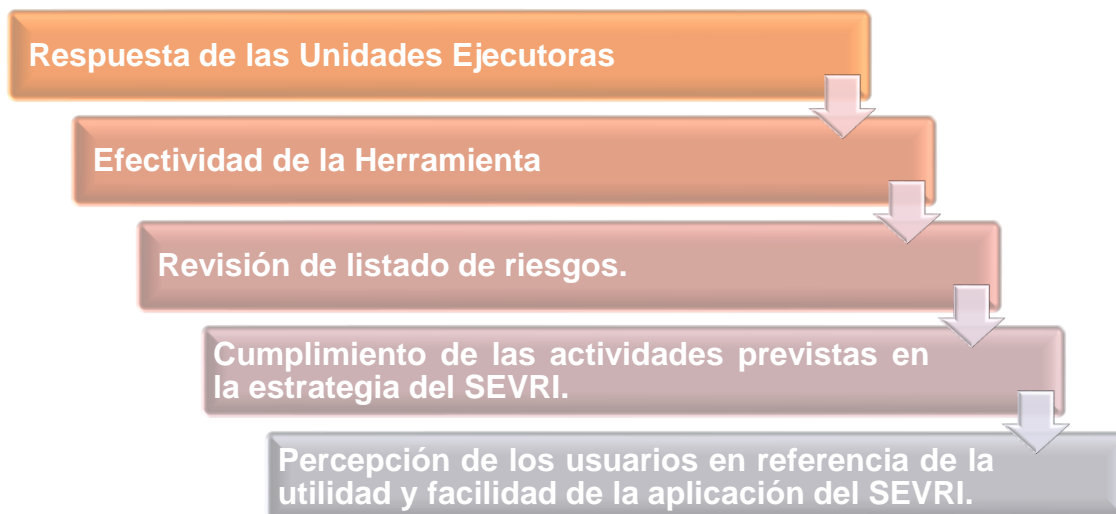 Respuesta de las Unidades Ejecutoras
Efectividad de la Herramienta
Revisión de listado de riesgos.
Cumplimiento de las actividades previstas en
la estrategia del SEVRI.
Percepción de los usuarios en referencia de la
utilidad y facilidad de la aplicación del SEVRI.